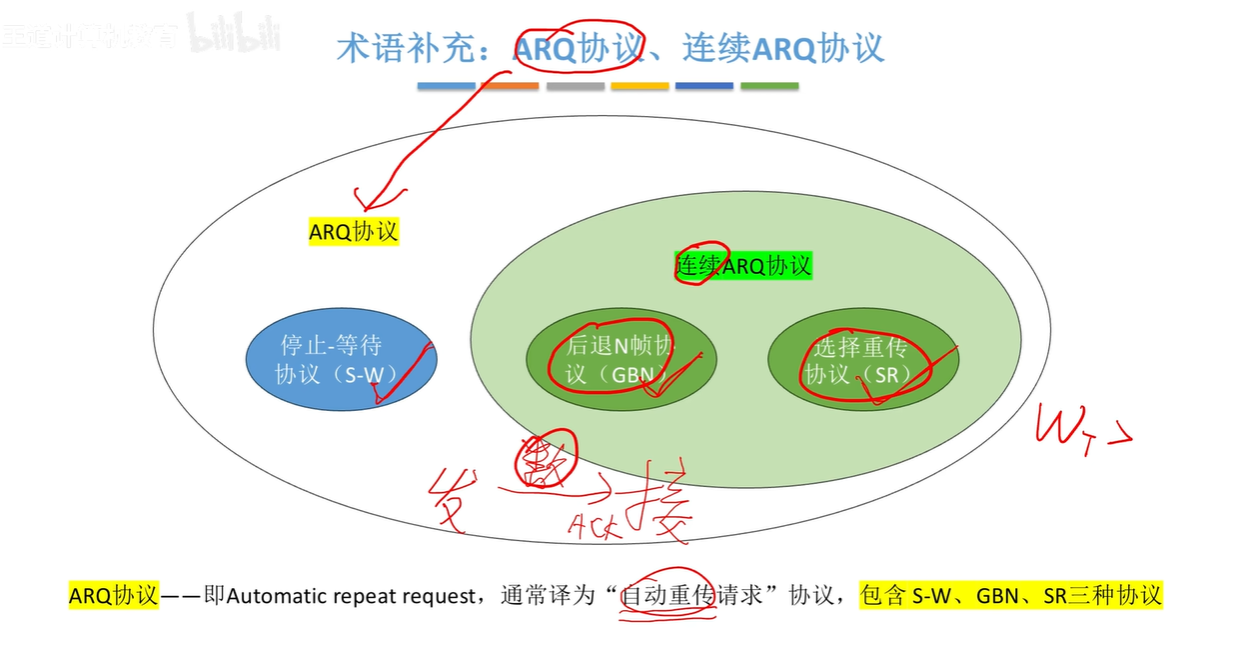 王道计算机教育 bilibili
术语补充：ARQ协议、连续ARQ协议
ARQ协议
连续ARQ协议
停止-等待
协议（S-W）
后退N帧协
议（GBN）
选择重传
协议（SR）
W_T >
数
发
接
ACK
ARQ协议——即Automatic repeat request，通常译为“自动重传请求”协议，包含 S-W、GBN、SR三种协议